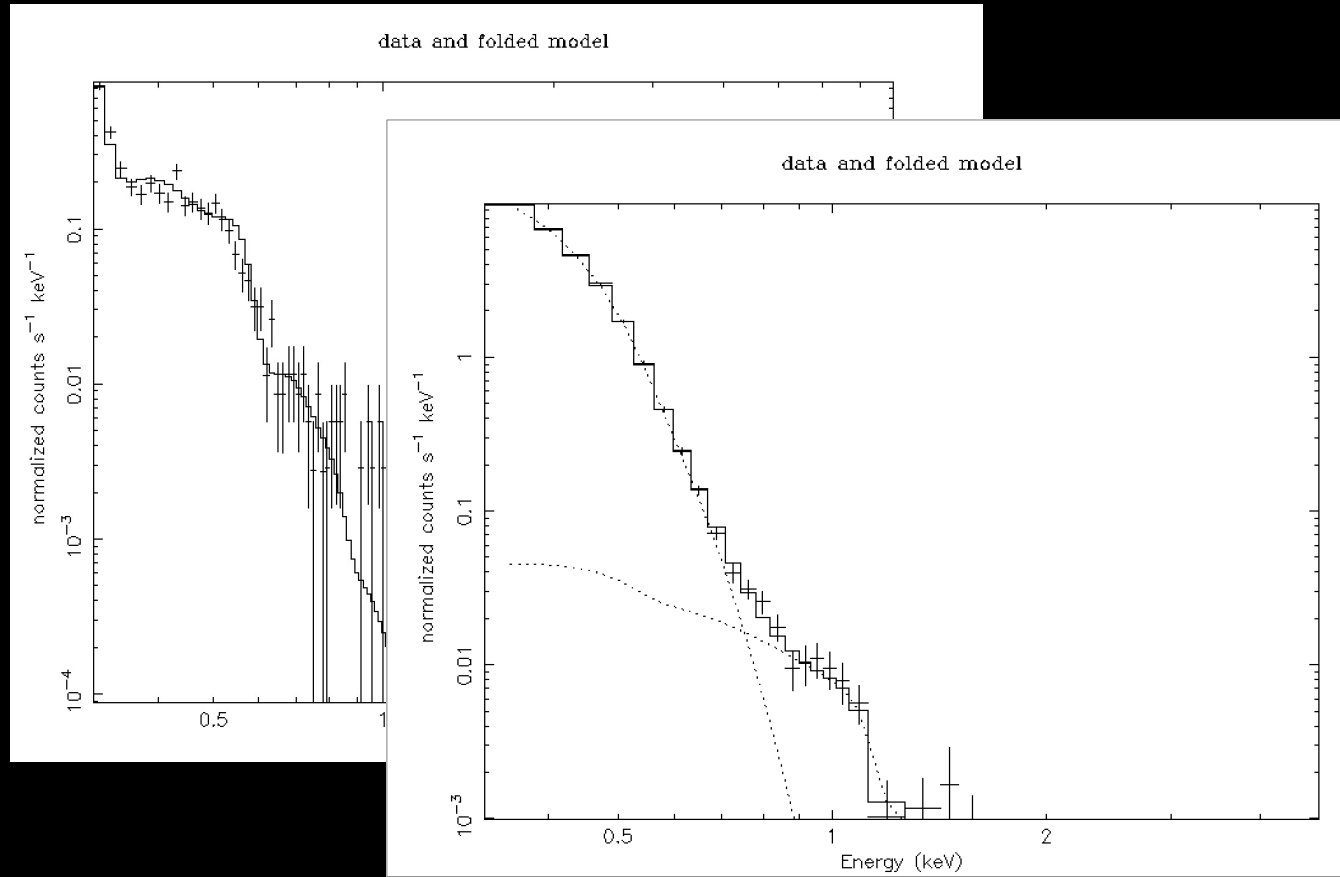 data and folded model
normalized counts s⁻¹ keV⁻¹
0.1
0.01
10⁻³
10⁻⁴
0.5
1
data and folded model
normalized counts s⁻¹ keV⁻¹
1
0.1
0.01
10⁻³
0.5
1
2
Energy (keV)